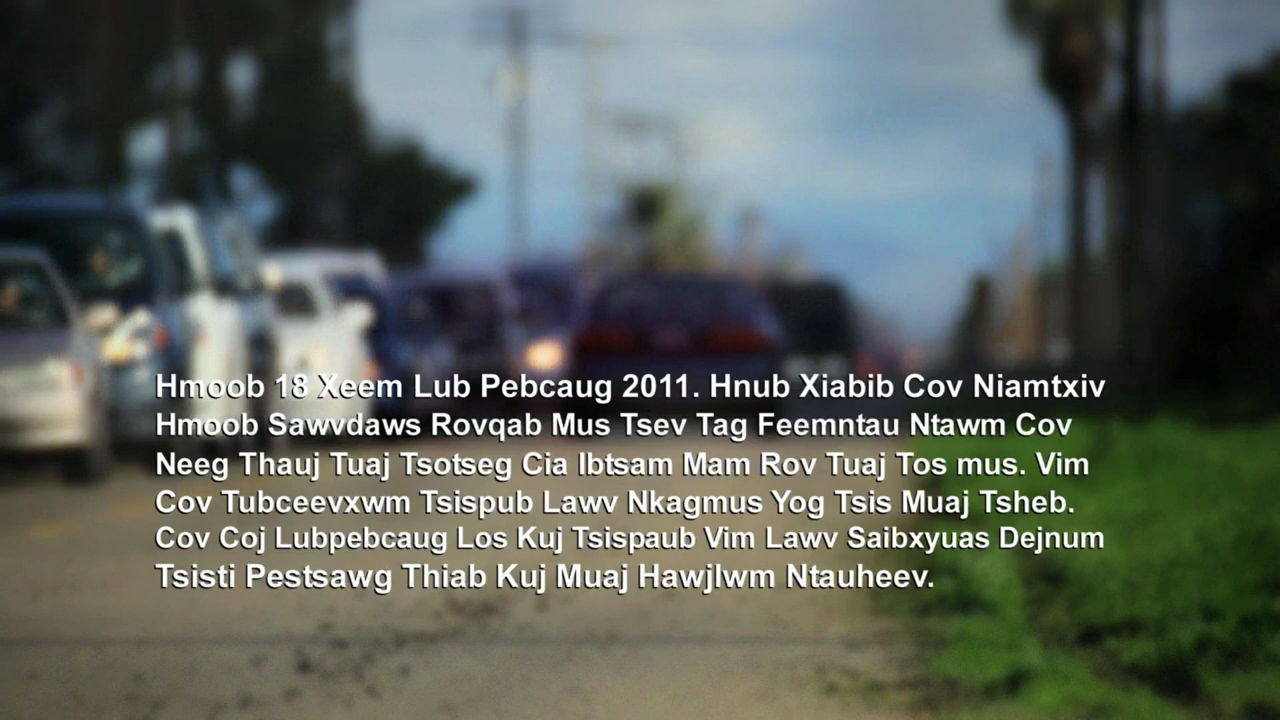 Hmoob 18 Xeem Lub Pebcaug 2011. Hnub Xiabib Cov Niamtxiv
Hmoob Sawvdaws Rovqab Mus Tsev Tag Feemntau Ntawm Cov
Neeg Thauj Tuaj Tsotseg Cia Ibtsam Mam Rov Tuaj Tos mus. Vim
Cov Tubceevxwm Tsispub Lawv Nkagmus Yog Tsis Muaj Tsheb.
Cov Coj Lubpebcaug Los Kuj Tsispaub Vim Lawv Saibxyuas Dejnum
Tsisti Pestsawg Thiab Kuj Muaj Hawjlwm Ntauheev.